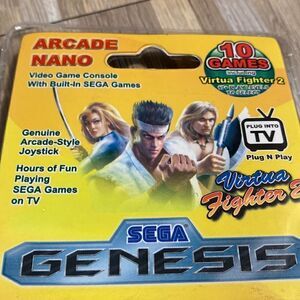 ARCADE
NANO
Video Game Console
With Built-In SEGA Games
10
GAMES
Including
Virtua Fighter 2
Genuine
Arcade-Style
Joystick
Hours of Fun
Playing
SEGA Games
on TV
PLUG INTO
TV
Plug N Play
Virtua
Fighter 2
SEGA
GENESIS